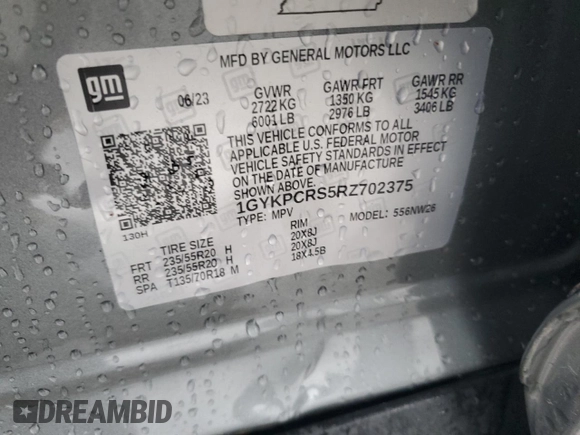 MFD BY GENERAL MOTORS LLC
gm
06/23 GVWR GAWR FRT GAWR RR
2722 KG 1350 KG 1545 KG
6001 LB 2976 LB 3406 LB
THIS VEHICLE CONFORMS TO ALL
APPLICABLE U.S. FEDERAL MOTOR
VEHICLE SAFETY STANDARDS IN EFFECT
ON THE DATE OF MANUFACTURE
SHOWN ABOVE.
1GYKPCRS5RZ702375
TYPE: MPV MODEL: 556NW26
130H
TIRE SIZE RIM
FRT 235/55R20 H 20X8J
RR 235/55R20 H 20X8J
SPA T135/70R18 M 18X4.5B
DREAMBID